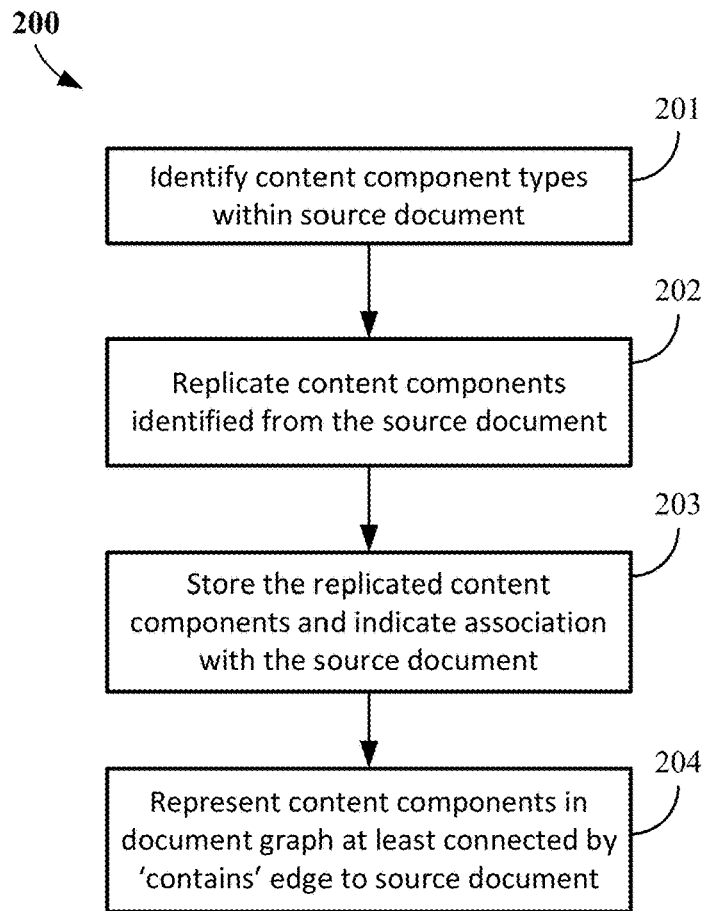 200
201
Identify content component types
within source document
202
Replicate content components
identified from the source document
203
Store the replicated content
components and indicate association
with the source document
204
Represent content components in
document graph at least connected by
‘contains’ edge to source document